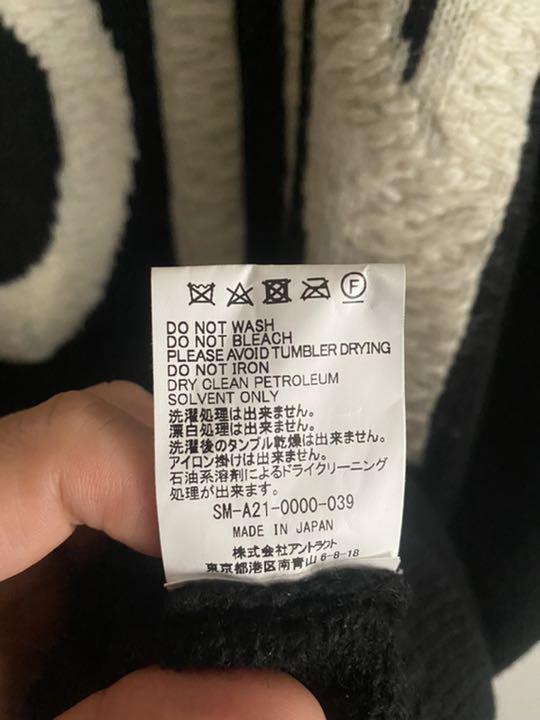 F
DO NOT WASH
DO NOT BLEACH
PLEASE AVOID TUMBLER DRYING
DO NOT IRON
DRY CLEAN PETROLEUM
SOLVENT ONLY
洗濯処理は出来ません。
漂白処理は出来ません。
洗濯後のタンブル乾燥は出来ません。
アイロン掛けは出来ません。
石油系溶剤によるドライクリーニング
処理が出来ます。
SM-A21-0000-039
MADE IN JAPAN
株式会社アントラクト
東京都港区南青山 6-8-18